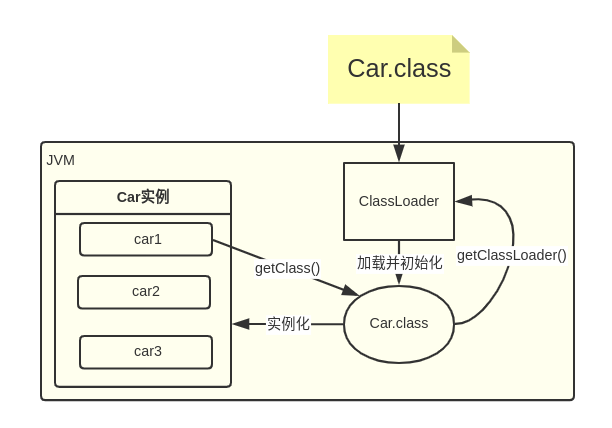 Car.class
JVM
Car实例
ClassLoader
car1
getClass()
加载并初始化
getClassLoader()
car2
实例化
Car.class
car3